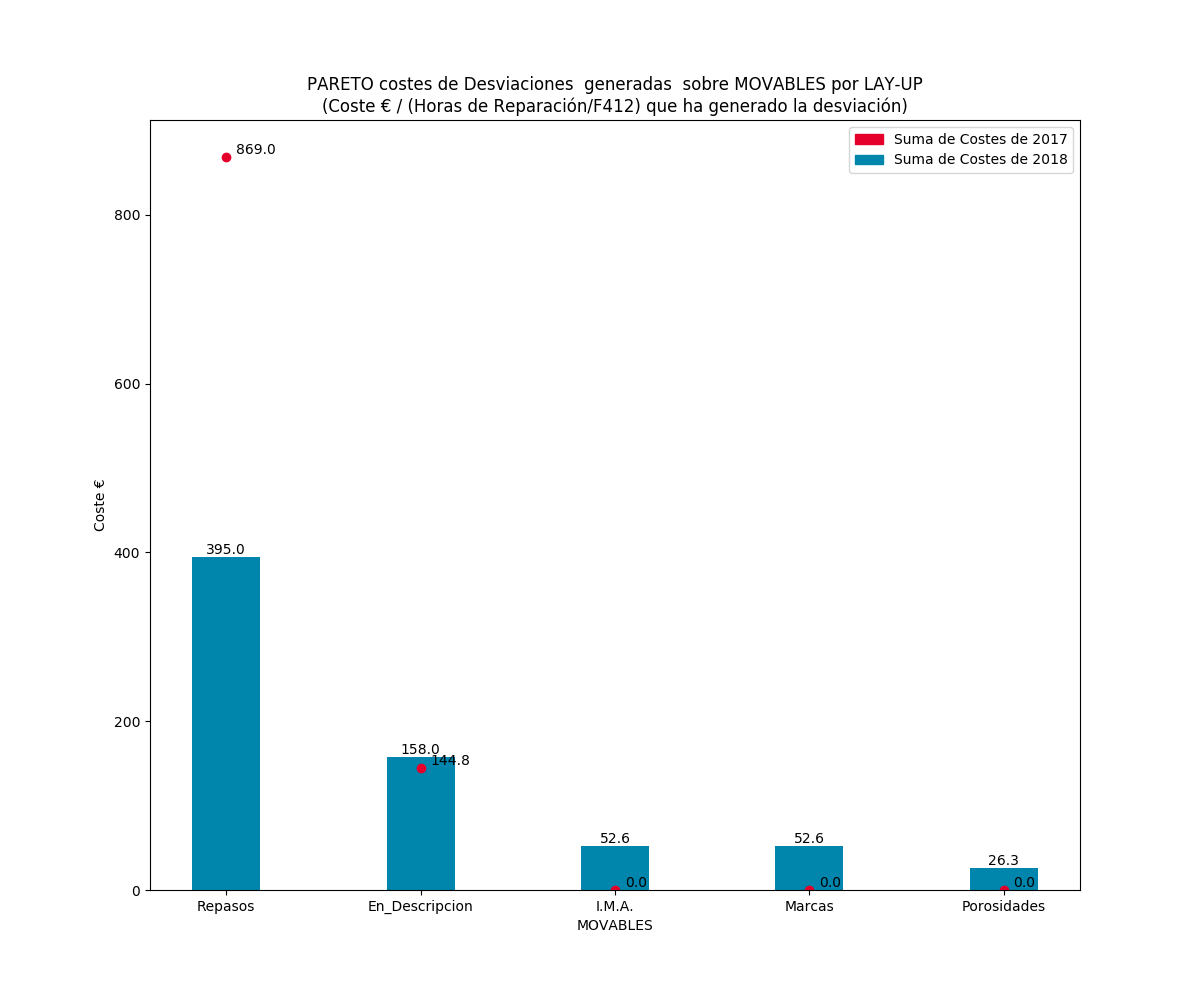 PARETO costes de Desviaciones  generadas  sobre MOVABLES por LAY-UP
(Coste € / (Horas de Reparación/F412) que ha generado la desviación)
Suma de Costes de 2017
Suma de Costes de 2018
869.0
800
600
Coste €
400
395.0
200
158.0
144.8
52.6
52.6
26.3
0.0
0.0
0.0
0
Repasos
En_Descripcion
I.M.A.
Marcas
Porosidades
MOVABLES